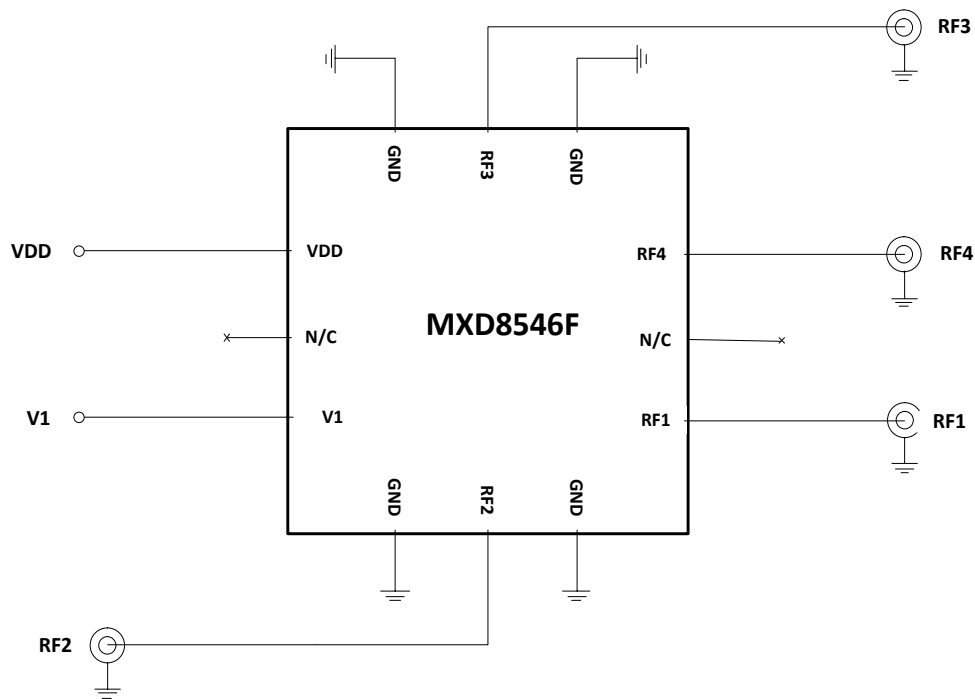 RF3
GND
RF3
GND
VDD
VDD
RF4
RF4
MXD8546F
N/C
N/C
V1
V1
RF1
RF1
GND
RF2
GND
RF2